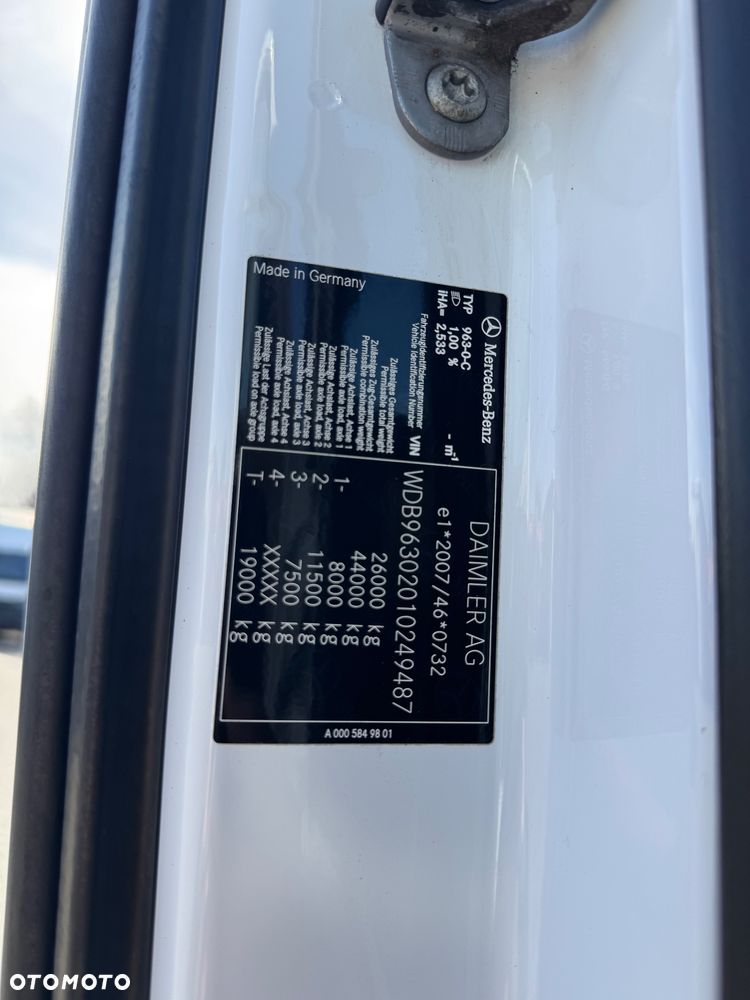 Mercedes-Benz
TYP 963-0-C
1,00 % - m⁻¹
iHA= 2,533
DAIMLER AG
e1*2007/46*0732
Fahrzeugidentifizierungsnummer
Vehicle Identification Number VIN WDB9630201O249487
Zulässiges Gesamtgewicht
Permissible total weight 26000 kg
Zulässiges Zug-Gesamtgewicht
Permissible combination weight 44000 kg
Zulässige Achslast, Achse 1
Permissible axle load, axle 1 1- 8000 kg
Zulässige Achslast, Achse 2
Permissible axle load, axle 2 2- 11500 kg
Zulässige Achslast, Achse 3
Permissible axle load, axle 3 3- 7500 kg
Zulässige Achslast, Achse 4
Permissible axle load, axle 4 4- XXXXX kg
Zulässige Last der Achsgruppe
Permissible load on axle group T- 19000 kg
Made in Germany
A 000 584 98 01
OTOMOTO